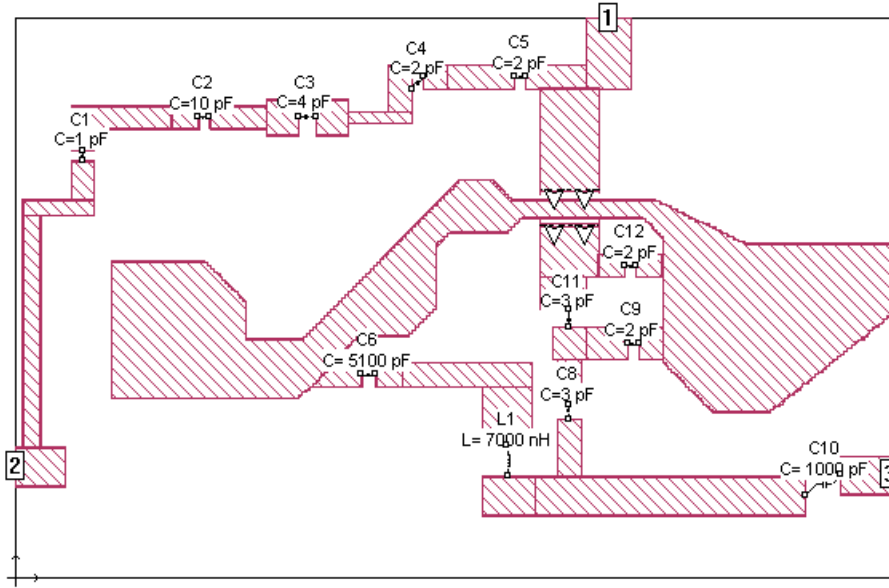 1
C4
C=2 pF
C5
C=2 pF
C2
C=10 pF
C3
C=4 pF
C1
C=1 pF
C12
C=2 pF
C11
C=3 pF
C9
C=2 pF
C6
C= 5100 pF
C8
C=3 pF
L1
L= 7000 nH
2
C10
C= 1000 pF
3